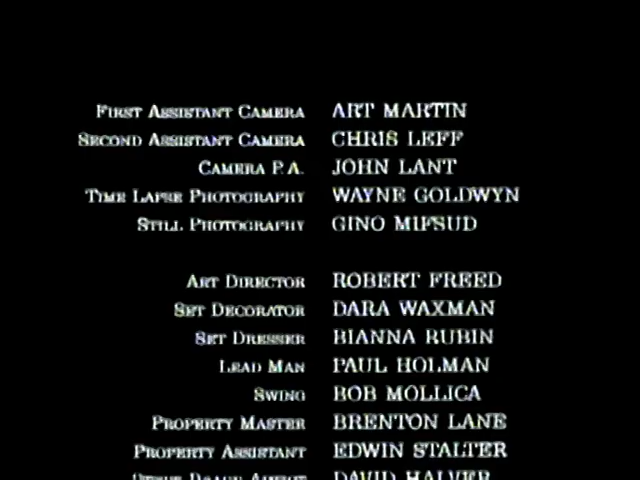 First Assistant Camera ART MARTIN
Second Assistant Camera CHRIS LEFF
Camera P.A. JOHN LANT
Time Lapse Photography WAYNE GOLDWYN
Still Photography GINO MIFSUD
Art Director ROBERT FREED
Set Decorator DARA WAXMAN
Set Dresser BIANNA RUBIN
Lead Man PAUL HOLMAN
Swing BOB MOLLICA
Property Master BRENTON LANE
Property Assistant EDWIN STALTER
DAVID HALVER